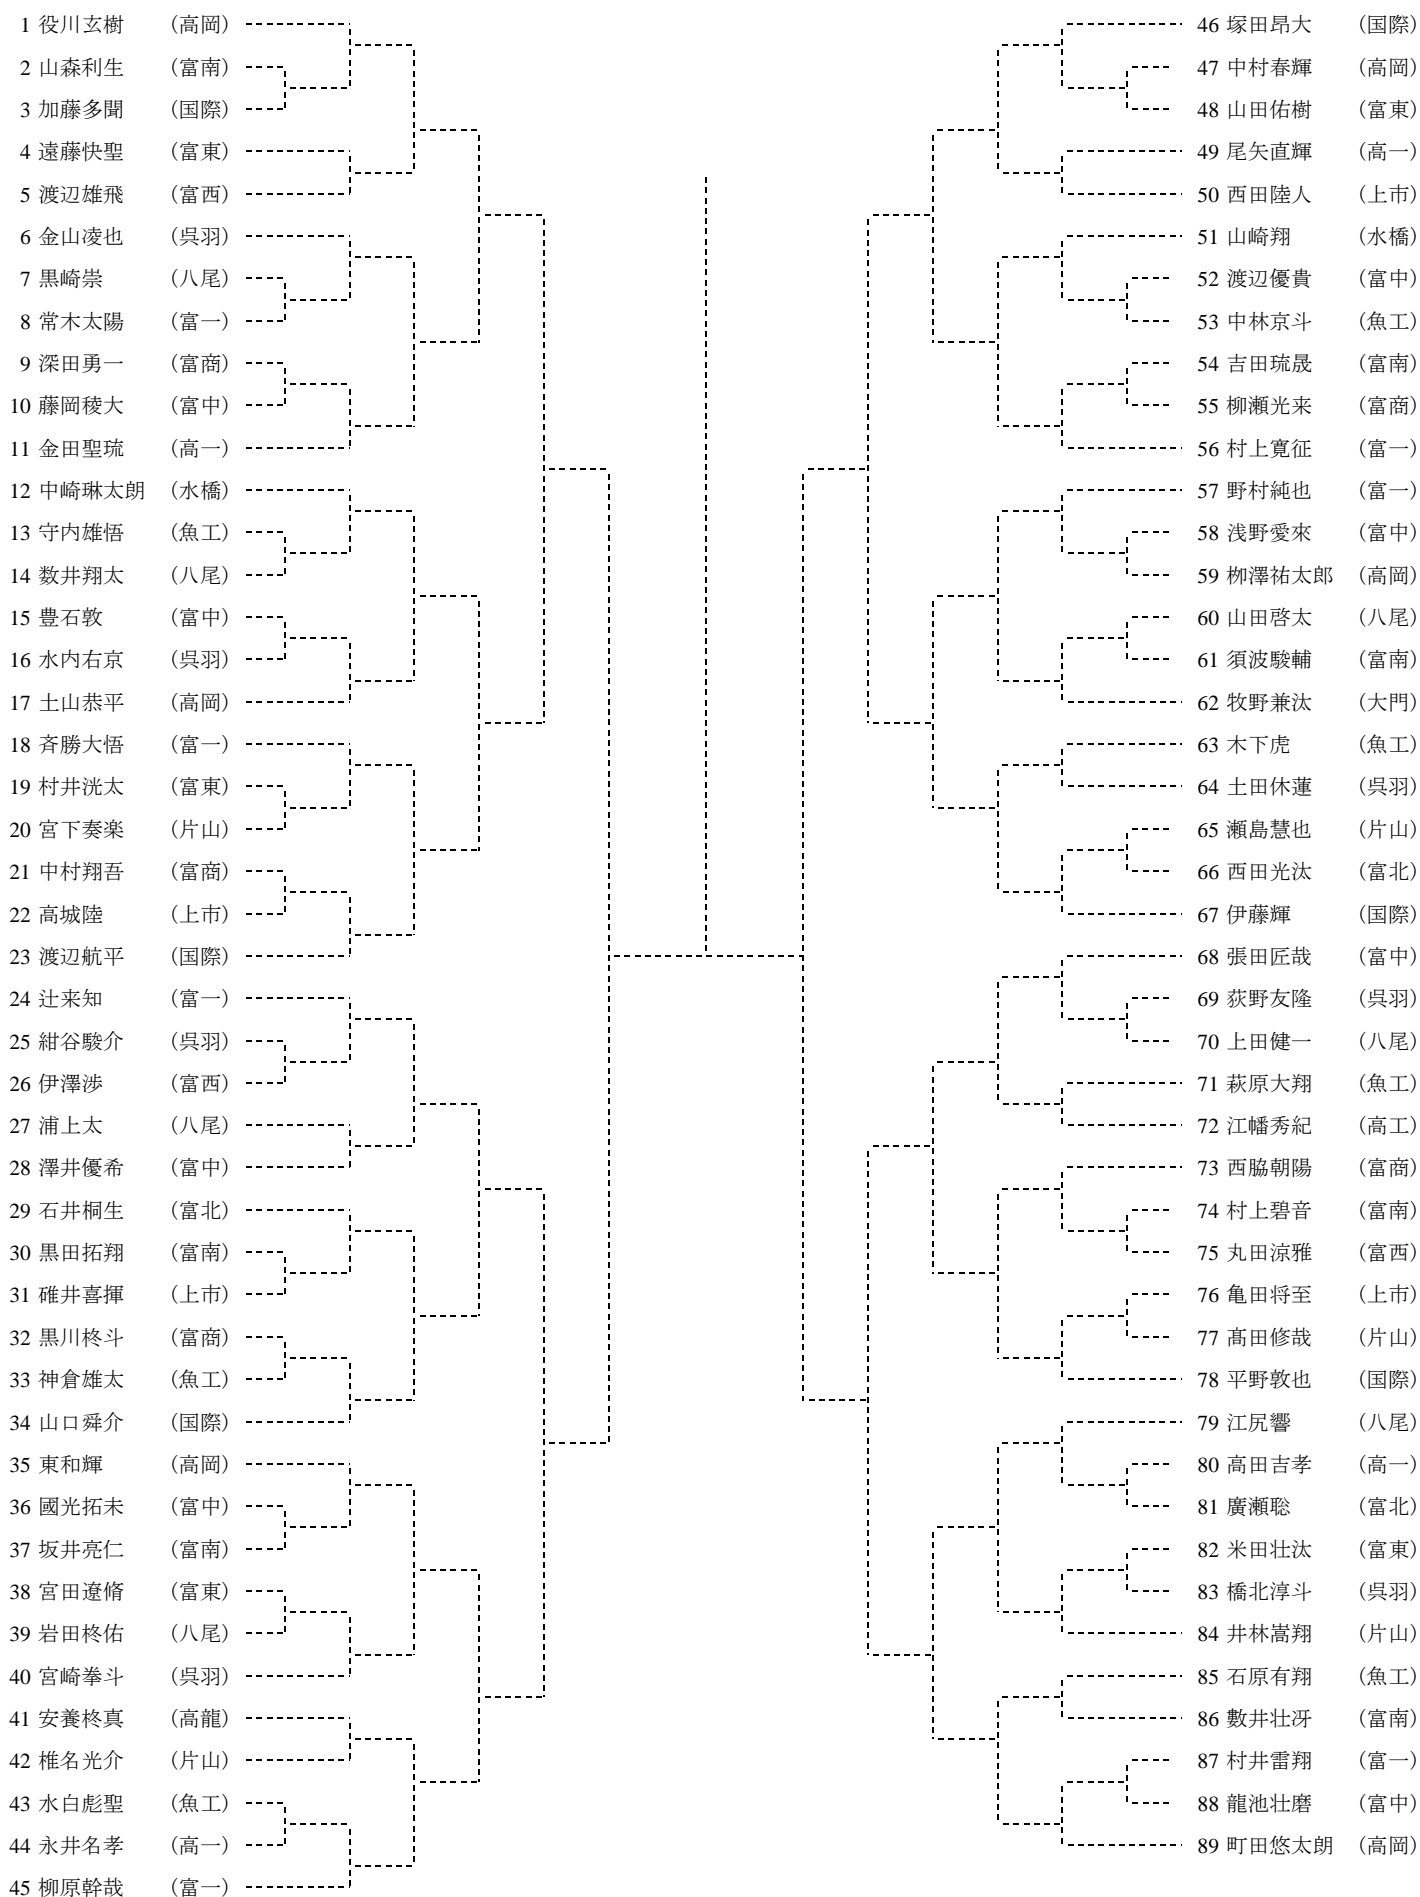 1 役川玄樹 (高岡)
2 山森利生 (富南)
3 加藤多聞 (国際)
4 遠藤快聖 (富東)
5 渡辺雄飛 (富西)
6 金山凌也 (呉羽)
7 黒崎崇 (八尾)
8 常木太陽 (富一)
9 深田勇一 (富商)
10 藤岡稜大 (富中)
11 金田聖琉 (高一)
12 中崎琳太朗 (水橋)
13 守内雄悟 (魚工)
14 数井翔太 (八尾)
15 豊石敦 (富中)
16 水内右京 (呉羽)
17 土山恭平 (高岡)
18 斉勝大悟 (富一)
19 村井洸太 (富東)
20 宮下奏楽 (片山)
21 中村翔吾 (富商)
22 高城陸 (上市)
23 渡辺航平 (国際)
24 辻来知 (富一)
25 紺谷駿介 (呉羽)
26 伊澤渉 (富西)
27 浦上太 (八尾)
28 澤井優希 (富中)
29 石井桐生 (富北)
30 黒田拓翔 (富南)
31 碓井喜揮 (上市)
32 黒川柊斗 (富商)
33 神倉雄太 (魚工)
34 山口舜介 (国際)
35 東和輝 (高岡)
36 國光拓未 (富中)
37 坂井亮仁 (富南)
38 宮田遼脩 (富東)
39 岩田柊佑 (八尾)
40 宮崎拳斗 (呉羽)
41 安養柊真 (高龍)
42 椎名光介 (片山)
43 水白彪聖 (魚工)
44 永井名孝 (高一)
45 柳原幹哉 (富一)
46 塚田昂大 (国際)
47 中村春輝 (高岡)
48 山田佑樹 (富東)
49 尾矢直輝 (高一)
50 西田陸人 (上市)
51 山崎翔 (水橋)
52 渡辺優貴 (富中)
53 中林京斗 (魚工)
54 吉田琉晟 (富南)
55 柳瀬光来 (富商)
56 村上寛征 (富一)
57 野村純也 (富一)
58 浅野愛來 (富中)
59 栁澤祐太郎 (高岡)
60 山田啓太 (八尾)
61 須波駿輔 (富南)
62 牧野兼汰 (大門)
63 木下虎 (魚工)
64 土田休蓮 (呉羽)
65 瀬島慧也 (片山)
66 西田光汰 (富北)
67 伊藤輝 (国際)
68 張田匠哉 (富中)
69 荻野友隆 (呉羽)
70 上田健一 (八尾)
71 萩原大翔 (魚工)
72 江幡秀紀 (高工)
73 西脇朝陽 (富商)
74 村上碧音 (富南)
75 丸田涼雅 (富西)
76 亀田将至 (上市)
77 髙田修哉 (片山)
78 平野敦也 (国際)
79 江尻響 (八尾)
80 高田吉孝 (高一)
81 廣瀬聡 (富北)
82 米田壮汰 (富東)
83 橋北淳斗 (呉羽)
84 井林嵩翔 (片山)
85 石原有翔 (魚工)
86 數井壮冴 (富南)
87 村井雷翔 (富一)
88 龍池壮磨 (富中)
89 町田悠太朗 (高岡)